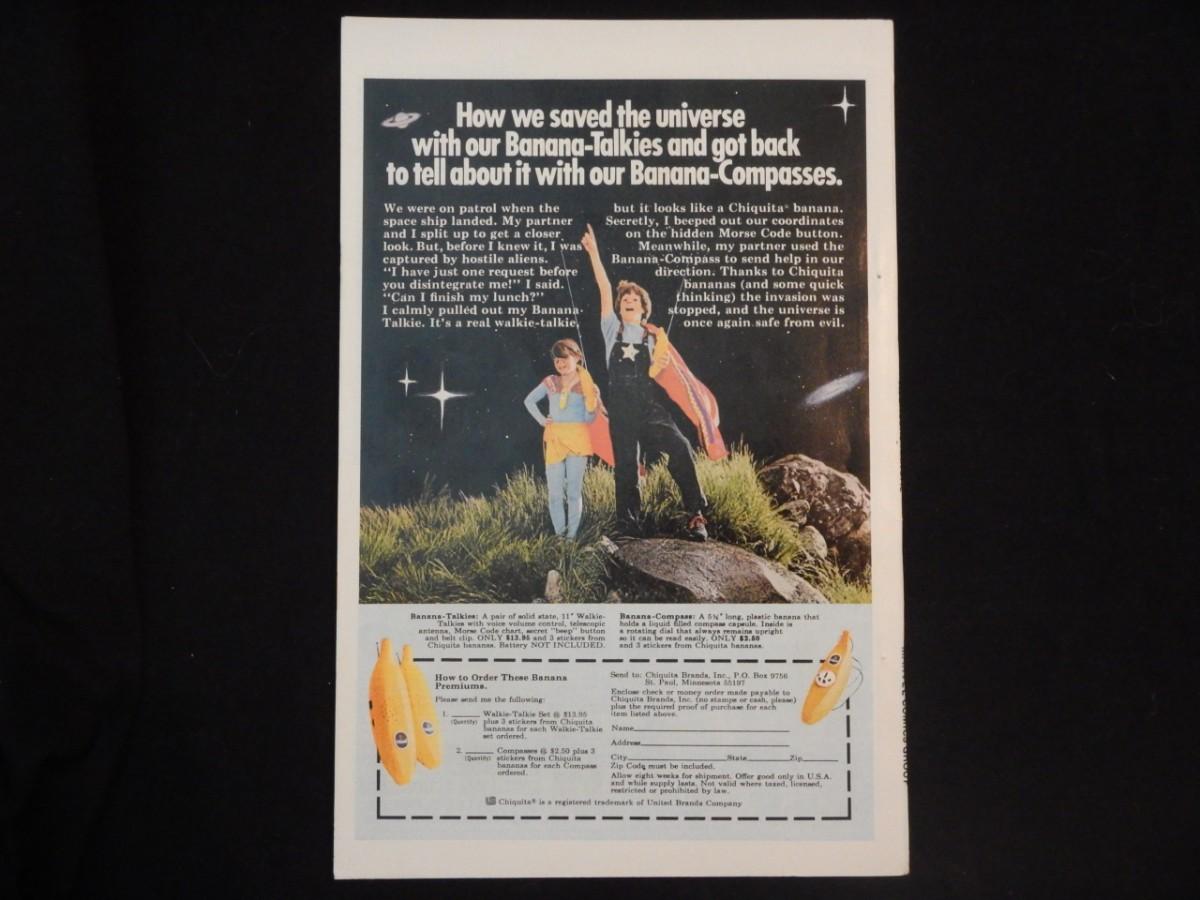 How we saved the universe
with our Banana-Talkies and got back
to tell about it with our Banana-Compasses.
We were on patrol when the
space ship landed. My partner
and I split up to get a closer
look. But, before I knew it, I was
captured by hostile aliens.
"I have just one request before
you disintegrate me!" I said.
"Can I finish my lunch?"
I calmly pulled out my Banana-
Talkie. It's a real walkie-talkie,
but it looks like a Chiquita® banana.
Secretly, I beeped out our coordinates
on the hidden Morse Code button.
Meanwhile, my partner used the
Banana-Compass to send help in our
direction. Thanks to Chiquita
bananas (and some quick
thinking) the invasion was
stopped, and the universe is
once again safe from evil.
Banana-Talkies: A pair of solid state, 11" Walkie-
Talkies with voice volume control, telescopic
antenna, Morse Code chart, secret "beep" button
and belt clip. ONLY $13.95 and 3 stickers from
Chiquita bananas. Battery NOT INCLUDED.
Banana-Compass: A 5¾" long, plastic banana that
holds a liquid filled compass capsule. Inside is
a rotating dial that always remains upright
so it can be read easily. ONLY $2.50
and 3 stickers from Chiquita bananas.
How to Order These Banana
Premiums.
Please send me the following:
1. ______ Walkie-Talkie Set @ $13.95
(Quantity) plus 3 stickers from Chiquita
bananas for each Walkie-Talkie
set ordered.
2. ______ Compasses @ $2.50 plus 3
(Quantity) stickers from Chiquita
bananas for each Compass
ordered.
Send to: Chiquita Brands, Inc., P.O. Box 9756
St. Paul, Minnesota 55197
Enclose check or money order made payable to
Chiquita Brands, Inc. (no stamps or cash, please)
plus the required proof of purchase for each
item listed above.
Name
Address
City State Zip
Zip Code must be included.
Allow eight weeks for shipment. Offer good only in U.S.A.
and while supply lasts. Not valid where taxed, licensed,
restricted or prohibited by law.
Chiquita® is a registered trademark of United Brands Company